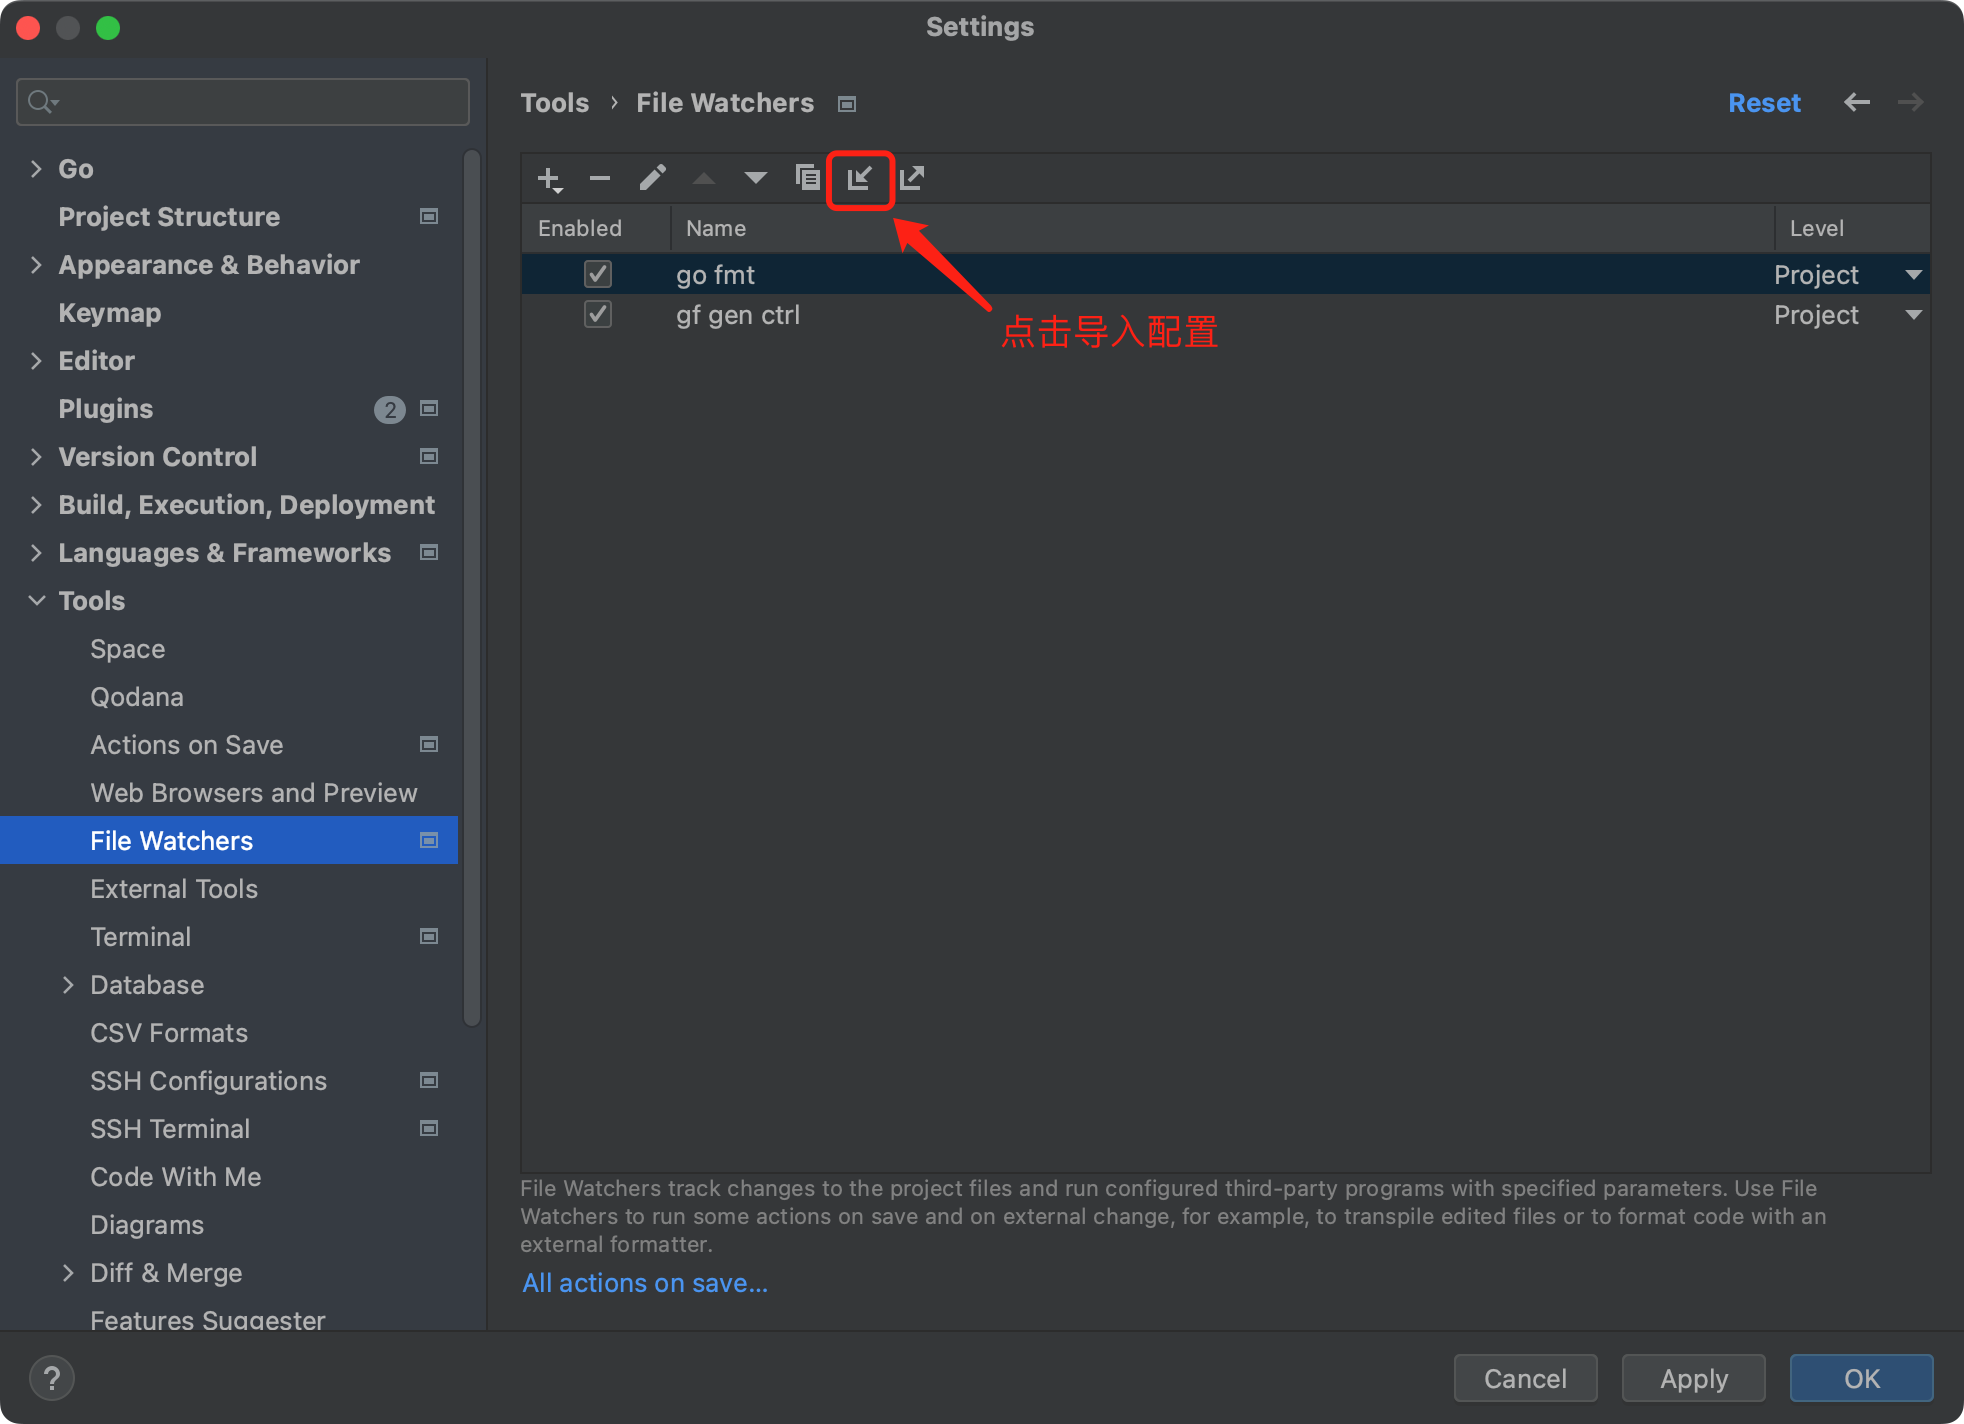 Settings
Tools › File Watchers
Reset
Go
Project Structure
Appearance & Behavior
Keymap
Editor
Plugins
2
Version Control
Build, Execution, Deployment
Languages & Frameworks
Tools
Space
Qodana
Actions on Save
Web Browsers and Preview
File Watchers
External Tools
Terminal
Database
CSV Formats
SSH Configurations
SSH Terminal
Code With Me
Diagrams
Diff & Merge
Features Suggester
Enabled Name Level
go fmt Project
gf gen ctrl Project
点击导入配置
File Watchers track changes to the project files and run configured third-party programs with specified parameters. Use File
Watchers to run some actions on save and on external change, for example, to transpile edited files or to format code with an
external formatter.
All actions on save...
?
Cancel
Apply
OK